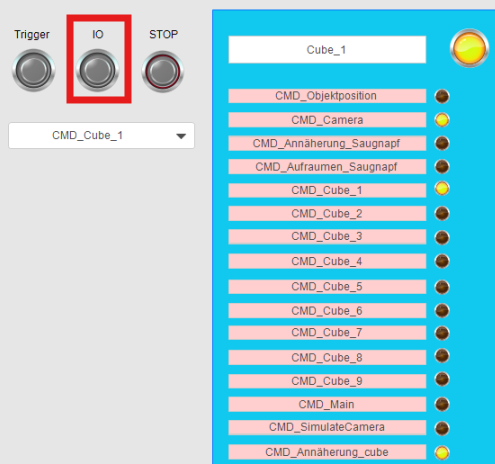 Trigger IO STOP
Cube_1
CMD_Objektposition
CMD_Camera
CMD_Cube_1
CMD_Annäherung_Saugnapf
CMD_Aufraumen_Saugnapf
CMD_Cube_1
CMD_Cube_2
CMD_Cube_3
CMD_Cube_4
CMD_Cube_5
CMD_Cube_6
CMD_Cube_7
CMD_Cube_8
CMD_Cube_9
CMD_Main
CMD_SimulateCamera
CMD_Annäherung_cube